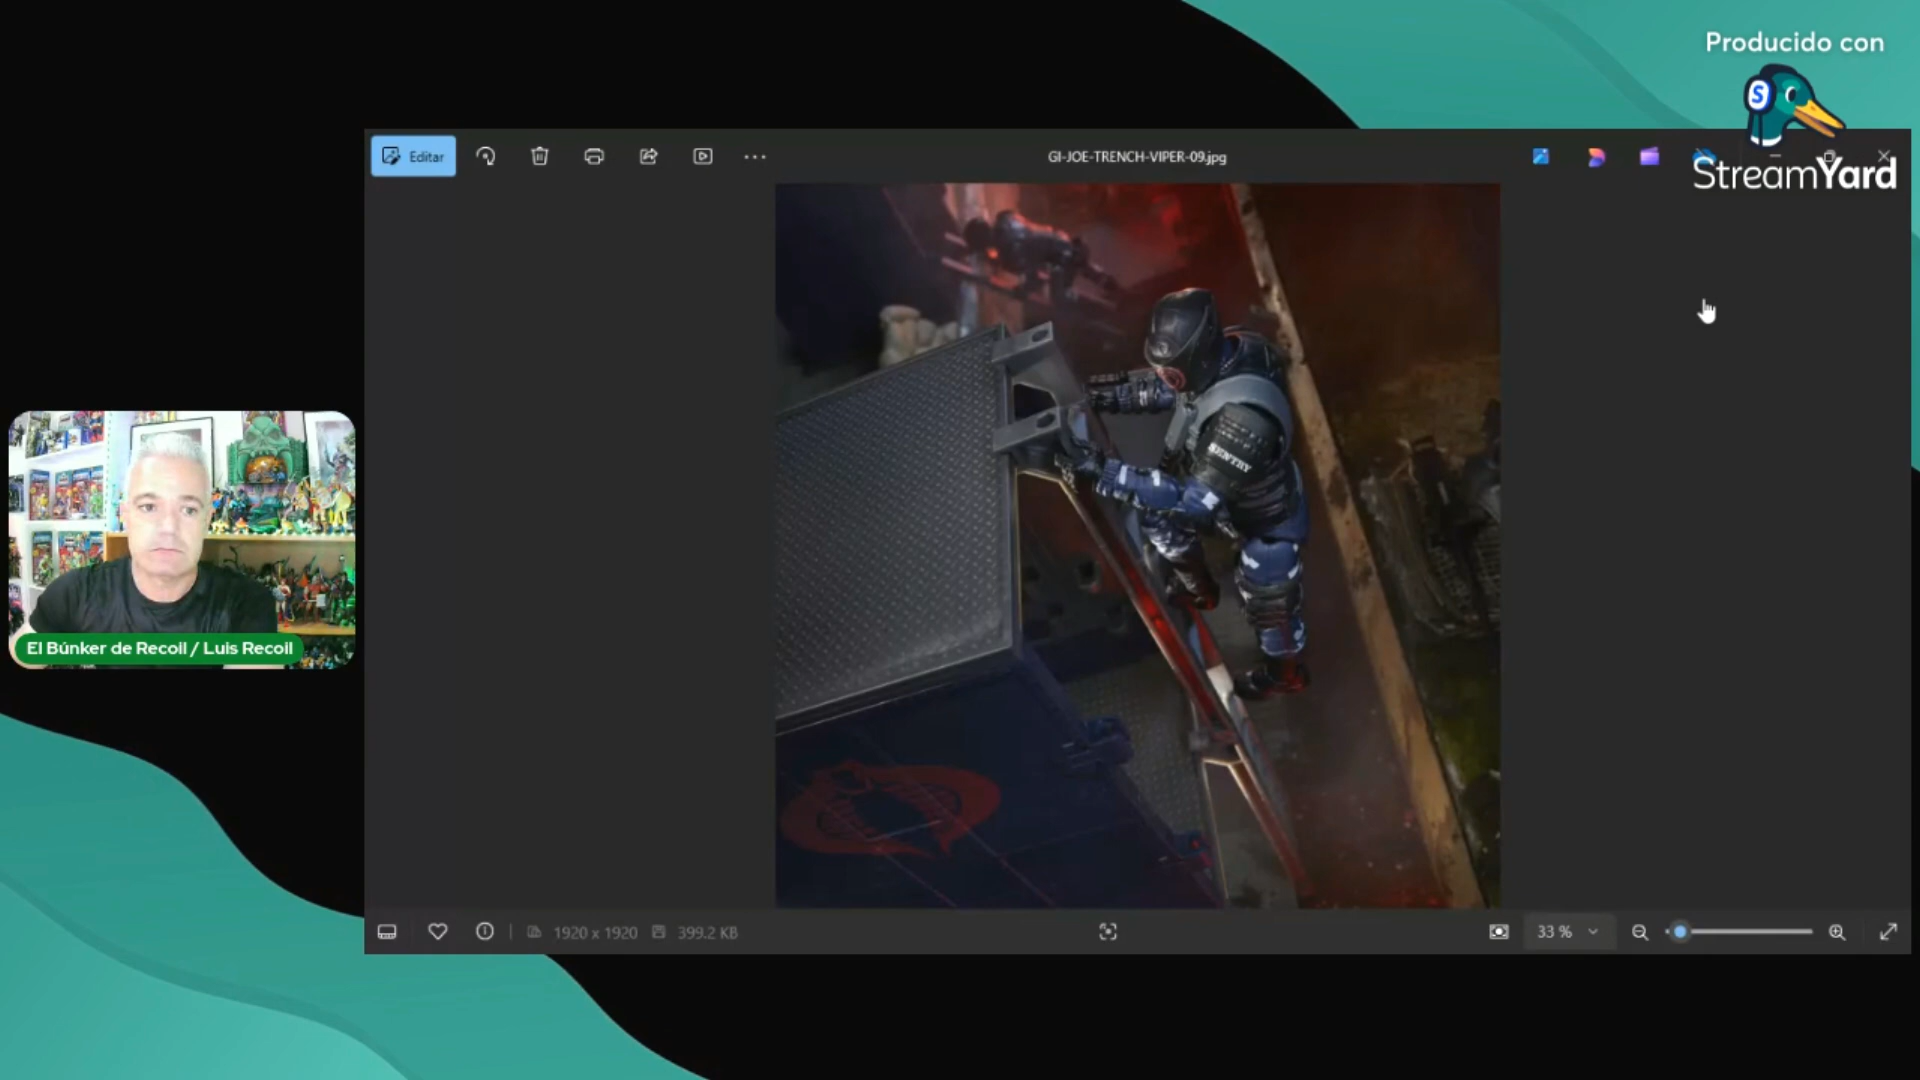 Producido con
StreamYard
Editar
GI-JOE-TRENCH-VIPER-09.jpg
SENTRY
El Búnker de Recoil / Luis Recoil
1920 x 1920
399.2 KB
33 %